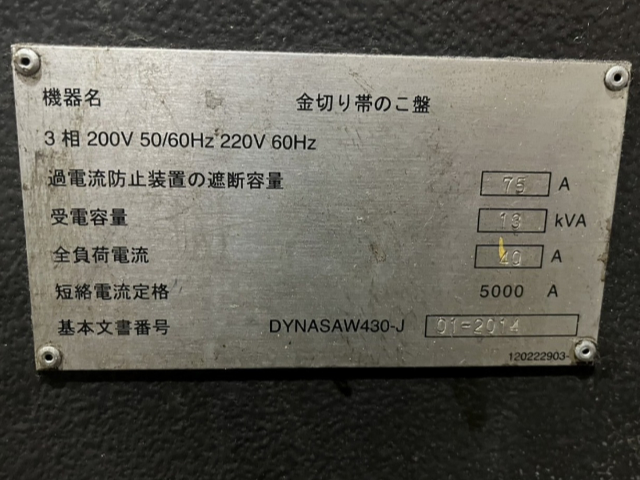 機器名 金切り帯のこ盤
3相 200V 50/60Hz 220V 60Hz
過電流防止装置の遮断容量 75 A
受電容量 13 kVA
全負荷電流 40 A
短絡電流定格 5000 A
基本文書番号 DYNASAW430-J 01-2014
120222903-